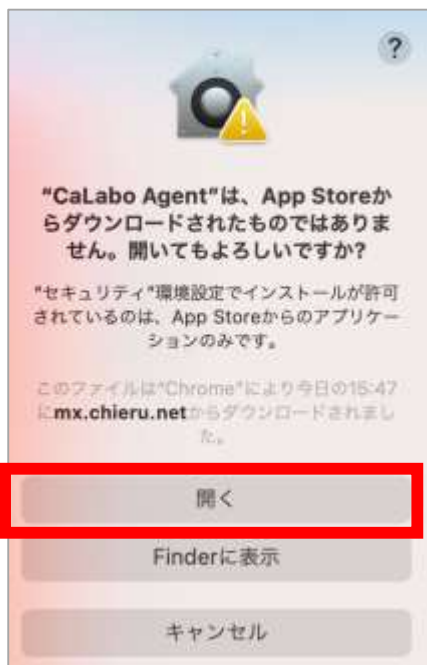 ?
"CaLabo Agent"は、App Storeか
らダウンロードされたものではありま
せん。開いてもよろしいですか?
"セキュリティ"環境設定でインストールが許可
されているのは、App Storeからのアプリケー
ションのみです。
このファイルは"Chrome"により今日の15:47
にmx.chieru.netからダウンロードされまし
た。
開く
Finderに表示
キャンセル